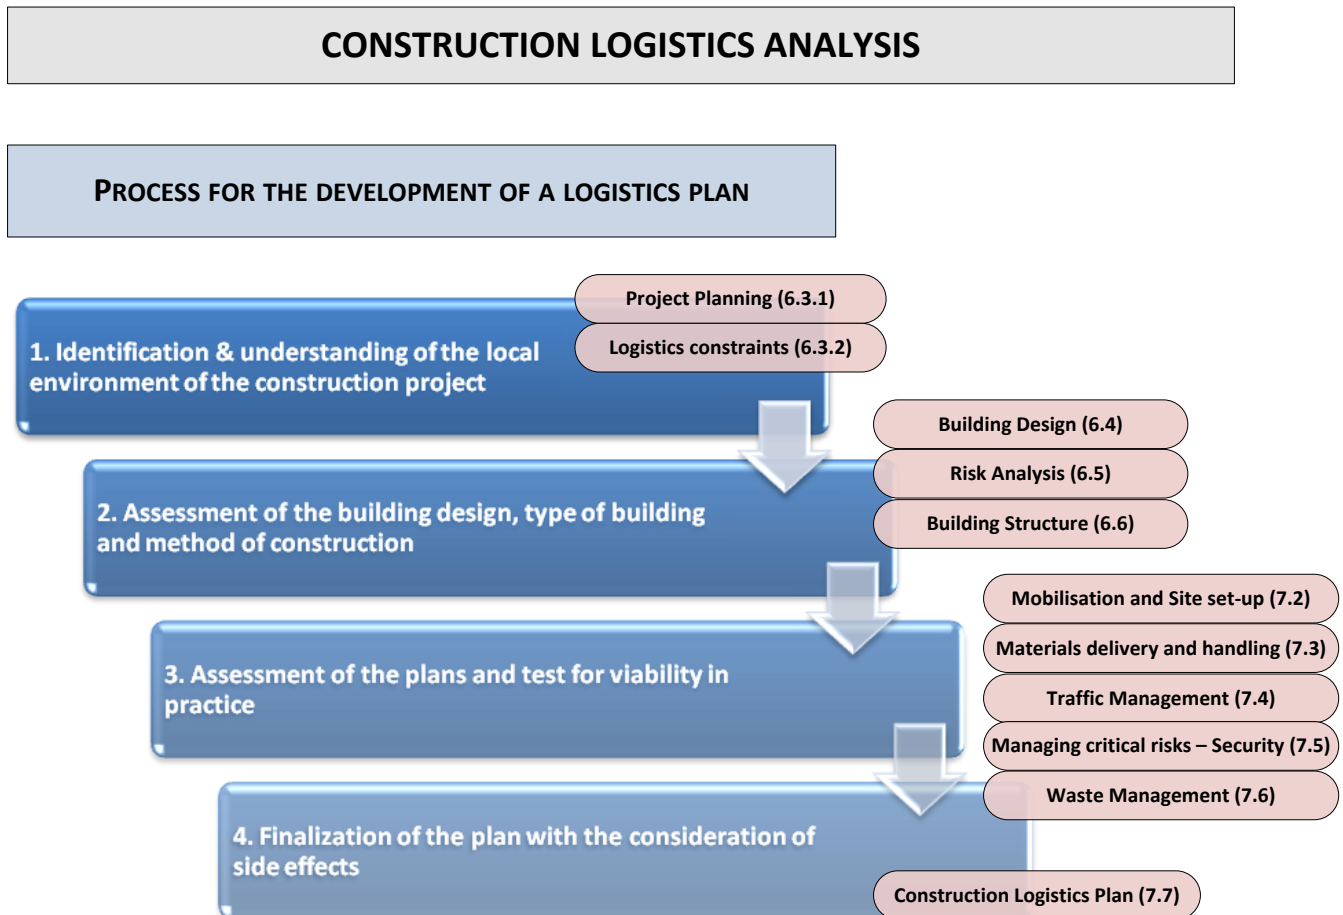 CONSTRUCTION LOGISTICS ANALYSIS
PROCESS FOR THE DEVELOPMENT OF A LOGISTICS PLAN
Project Planning (6.3.1)
Logistics constraints (6.3.2)
1. Identification & understanding of the local
environment of the construction project
Building Design (6.4)
Risk Analysis (6.5)
Building Structure (6.6)
2. Assessment of the building design, type of building
and method of construction
Mobilisation and Site set-up (7.2)
Materials delivery and handling (7.3)
Traffic Management (7.4)
Managing critical risks – Security (7.5)
Waste Management (7.6)
3. Assessment of the plans and test for viability in
practice
4. Finalization of the plan with the consideration of
side effects
Construction Logistics Plan (7.7)